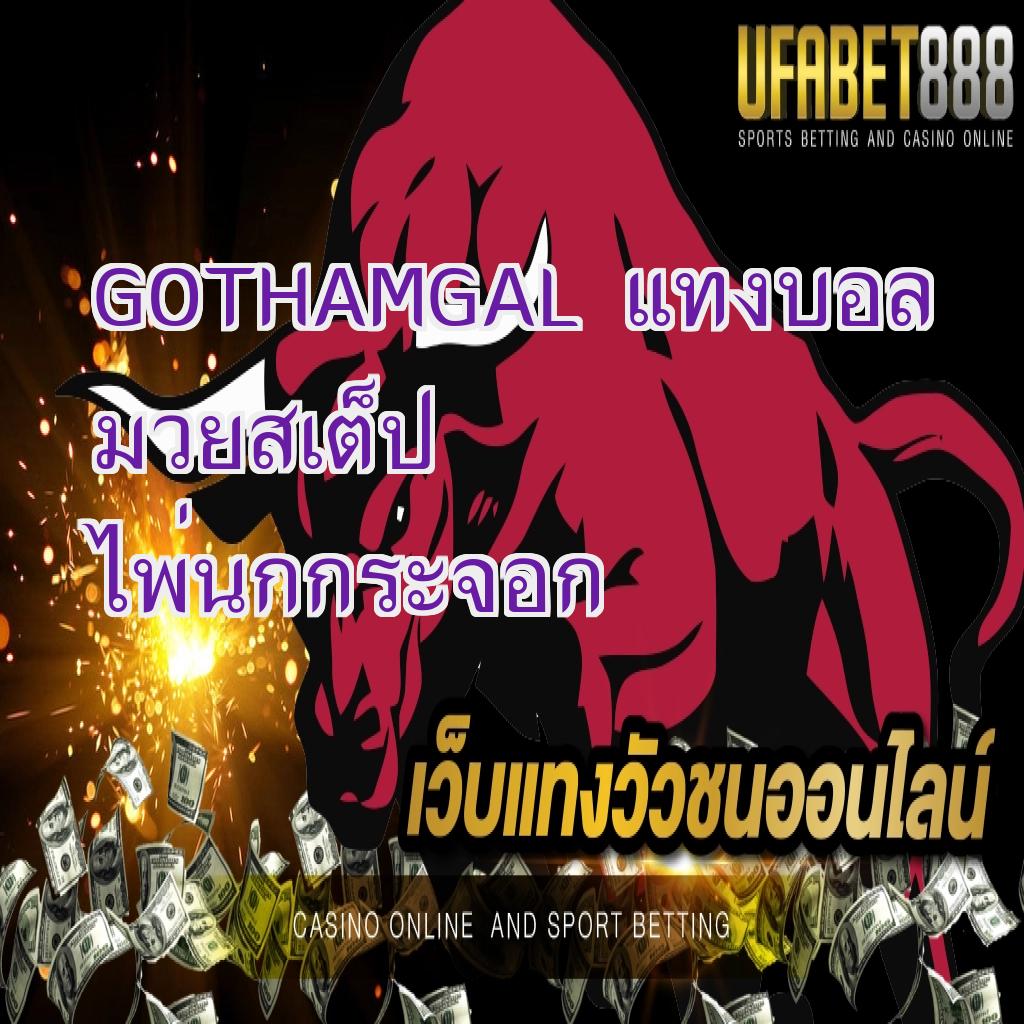 UFABET888
SPORTS BETTING AND CASINO ONLINE
GOTHAMGAL แทงบอล
มวยสเต็ป
ไพ่นกกระจอก
เว็บแทงวัวชนออนไลน์
CASINO ONLINE AND SPORT BETTING